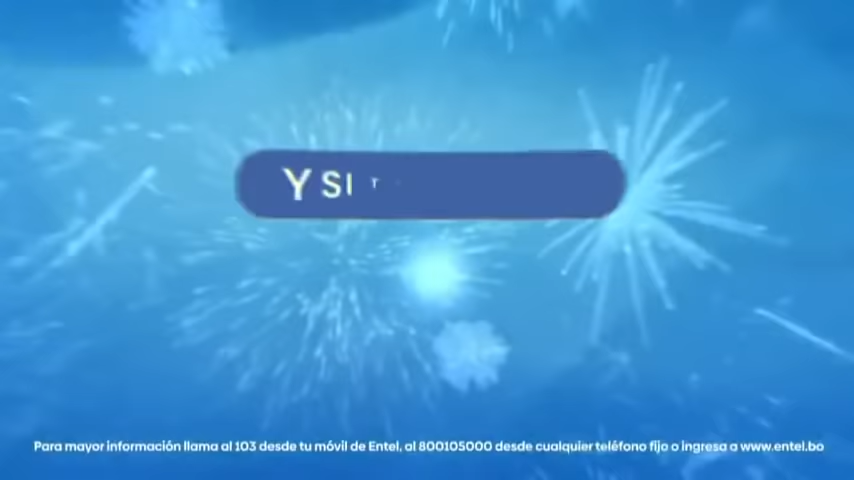 Y SI T
Para mayor información llama al 103 desde tu móvil de Entel, al 800105000 desde cualquier teléfono fijo o ingresa a www.entel.bo